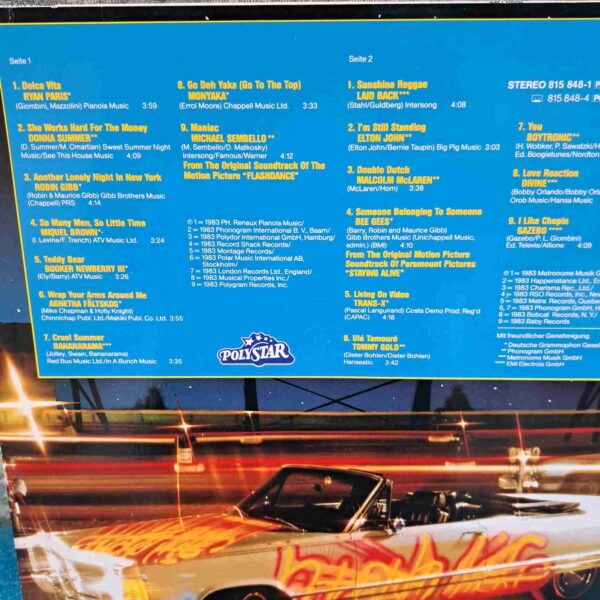 Seite 1
1. Dolce Vita
RYAN PARIS*
(Giombini, Mazzolini) Pianola Music 3:59
2. She Works Hard For The Money
DONNA SUMMER**
(D. Summer/M. Omartian) Sweet Summer Night
Music/See This House Music 4:09
3. Another Lonely Night In New York
ROBIN GIBB*
(Robin & Maurice Gibb) Gibb Brothers Music
(Chappell) PRS 4:14
4. So Many Men, So Little Time
MIQUEL BROWN*
(I. Levine/F. Trench) ATV Music Ltd. 3:24
5. Teddy Bear
BOOKER NEWBERRY III*
(Ely/Barry) ATV Music 3:26
6. Wrap Your Arms Around Me
AGNETHA FÄLTSKOG*
(Mike Chapman & Holly Knight)
Chinnichap Publ. Ltd./Makiki Publ. Co. Ltd. 3:55
7. Cruel Summer
BANANARAMA***
(Jolley, Swain, Bananarama)
Red Bus Music Ltd./In A Bunch Music 3:35
8. Go Deh Yaka (Go To The Top)
MONYAKA*
(Errol Moore) Chappell Music Ltd. 3:33
9. Maniac
MICHAEL SEMBELLO**
(M. Sembello/D. Matkosky)
Intersong/Famous/Warner 4:12
From The Original Soundtrack Of The
Motion Picture "FLASHDANCE"
℗ 1 = 1983 PH. Renaux Pianola Music/
2 = 1983 Phonogram International B. V., Baarn/
3 = 1983 Polydor International GmbH, Hamburg/
4 = 1983 Record Shack Records/
5 = 1983 Montage Records/
6 = 1983 Polar Music International AB,
Stockholm/
7 = 1983 London Records Ltd., England/
8 = 1983 Musical Properties Inc./
9 = 1983 Polygram Records, Inc.
POLYSTAR
Seite 2
1. Sunshine Reggae
LAID BACK***
(Stahl/Guldberg) Intersong 4:08
2. I'm Still Standing
ELTON JOHN**
(Elton John/Bernie Taupin) Big Pig Music 3:03
3. Double Dutch
MALCOLM McLAREN**
(McLaren/Horn) 3:38
4. Someone Belonging To Someone
BEE GEES*
(Barry, Robin and Maurice Gibb)
Gibb Brothers Music (Unichappell Music,
admin.) (BMI) 4:10
From The Original Motion Picture
Soundtrack Of Paramount Pictures
"STAYING ALIVE"
5. Living On Video
TRANS-X*
(Pascal Languirand) Costa Demo Prod. Reg'd
(CAPAC) 4:18
6. Ulé Tamouré
TOMMY GOLD**
(Dieter Bohlen/Dieter Bohlen)
Hanseatic 3:42
STEREO 815 848-1
815 848-4
7. You
BOYTRONIC**
(H. Wobker, P. Sawatzki/H
Ed. Boogietunes/Nordton
8. Love Reaction
DIVINE***
(Bobby Orlando/Bobby Orla
Orob Music/Hansa Music
9. I Like Chopin
GAZEBO ****
(Gazebo/P. L. Giombini)
Ed. Televis/Allione 4:09
℗ 1 = 1983 Metronome Musik G
2 = 1983 Happenstance Ltd., En
3 = 1983 Charisma Rec., Ltd./
4 = 1983 RSO Records, Inc., New
5 = 1983 Matra Records, Quebec
6, 7 = 1983 Phonogram GmbH, H
8 = 1983 Bobcat Records, N. Y./
9 = 1983 Baby Records
Mit freundlicher Genehmigung
* Deutsche Grammophon Gesel
** Phonogram GmbH
*** Metronome Musik GmbH
**** EMI Electrola GmbH